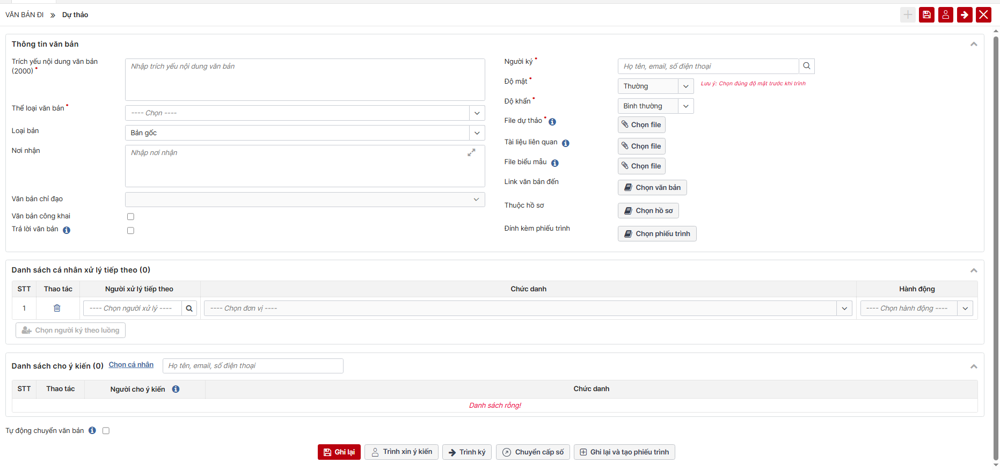 VĂN BẢN ĐI » Dự thảo
Thông tin văn bản
Trích yếu nội dung văn bản
(2000) *
Nhập trích yếu nội dung văn bản
Thể loại văn bản *
---- Chọn ----
Loại bản
Bản gốc
Nơi nhận
Nhập nơi nhận
Văn bản chỉ đạo
Văn bản công khai
Trả lời văn bản
Người ký *
Họ tên, email, số điện thoại
Độ mật *
Thường
Lưu ý: Chọn đúng độ mật trước khi trình
Độ khẩn *
Bình thường
File dự thảo *
Chọn file
Tài liệu liên quan
Chọn file
File biểu mẫu
Chọn file
Link văn bản đến
Chọn văn bản
Thuộc hồ sơ
Chọn hồ sơ
Đính kèm phiếu trình
Chọn phiếu trình
Danh sách cá nhân xử lý tiếp theo (0)
STT Thao tác Người xử lý tiếp theo Chức danh Hành động
1 ---- Chọn người xử lý ---- ---- Chọn đơn vị ---- ---- Chọn hành động ----
Chọn người ký theo luồng
Danh sách cho ý kiến (0) Chọn cá nhân Họ tên, email, số điện thoại
STT Thao tác Người cho ý kiến Chức danh
Danh sách rỗng!
Tự động chuyển văn bản
Ghi lại Trình xin ý kiến Trình ký Chuyển cấp số Ghi lại và tạo phiếu trình